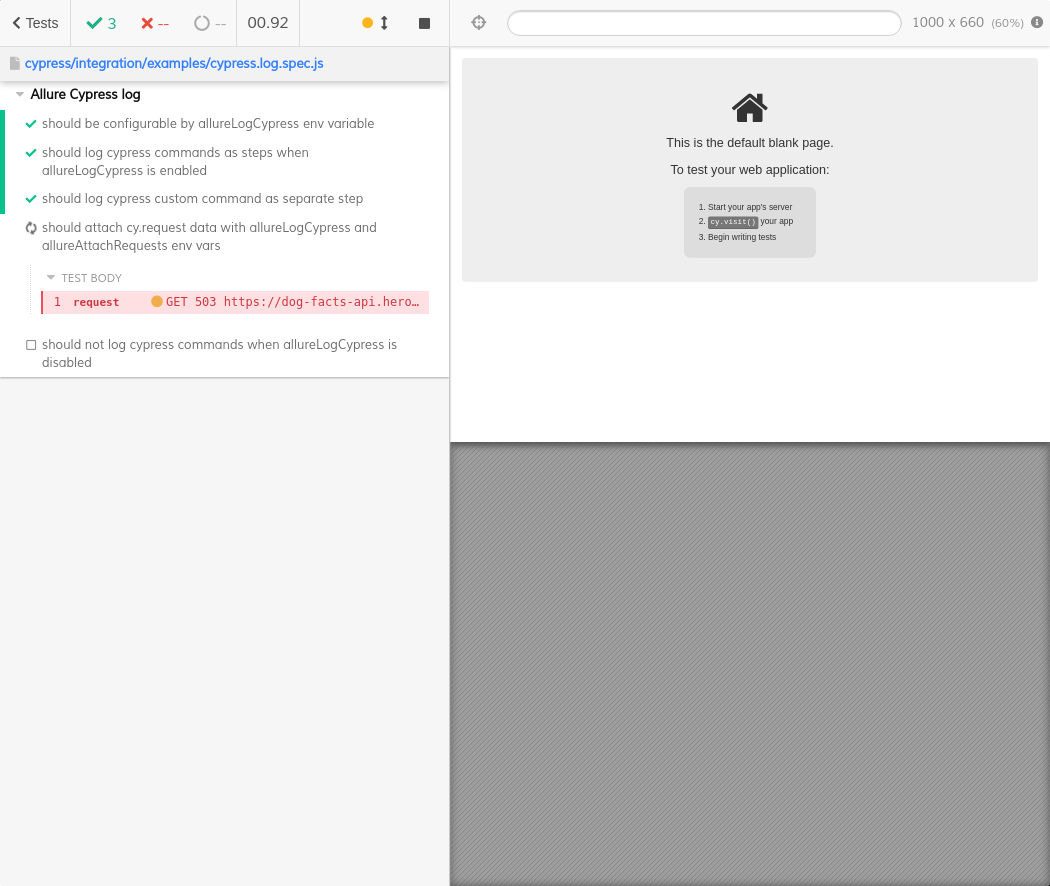 Tests
3
--
--
00.92
1000 x 660 (60%)
cypress/integration/examples/cypress.log.spec.js
Allure Cypress log
should be configurable by allureLogCypress env variable
should log cypress commands as steps when
allureLogCypress is enabled
should log cypress custom command as separate step
should attach cy.request data with allureLogCypress and
allureAttachRequests env vars
TEST BODY
1 request GET 503 https://dog-facts-api.hero…
should not log cypress commands when allureLogCypress is
disabled
This is the default blank page.
To test your web application:
1. Start your app's server
2. cy.visit() your app
3. Begin writing tests